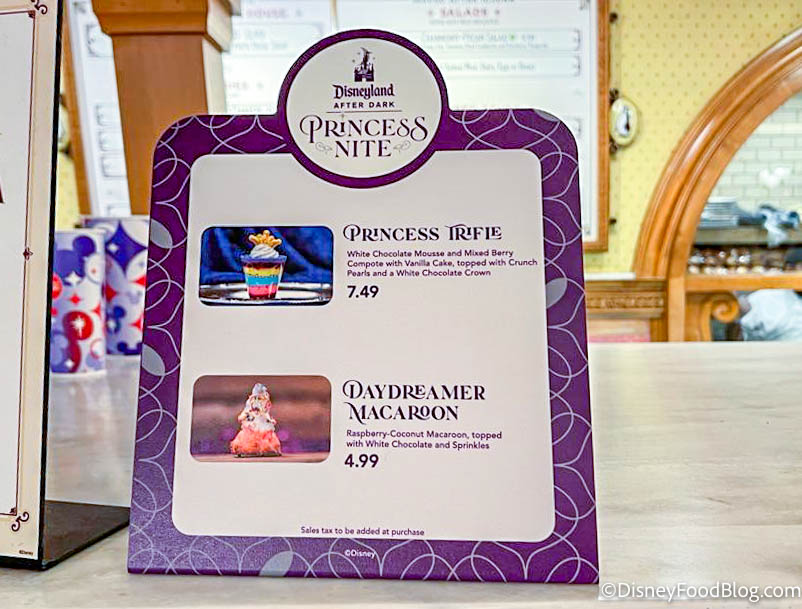 HOUSE
SALADS
Disneyland
AFTER DARK
PRINCESS
NITE
PRINCESS TRIFLE
White Chocolate Mousse and Mixed Berry
Compote with Vanilla Cake, topped with Crunch
Pearls and a White Chocolate Crown
7.49
DAYDREAMER
MACAROON
Raspberry-Coconut Macaroon, topped
with White Chocolate and Sprinkles
4.99
Sales tax to be added at purchase
©Disney
©DisneyFoodBlog.com